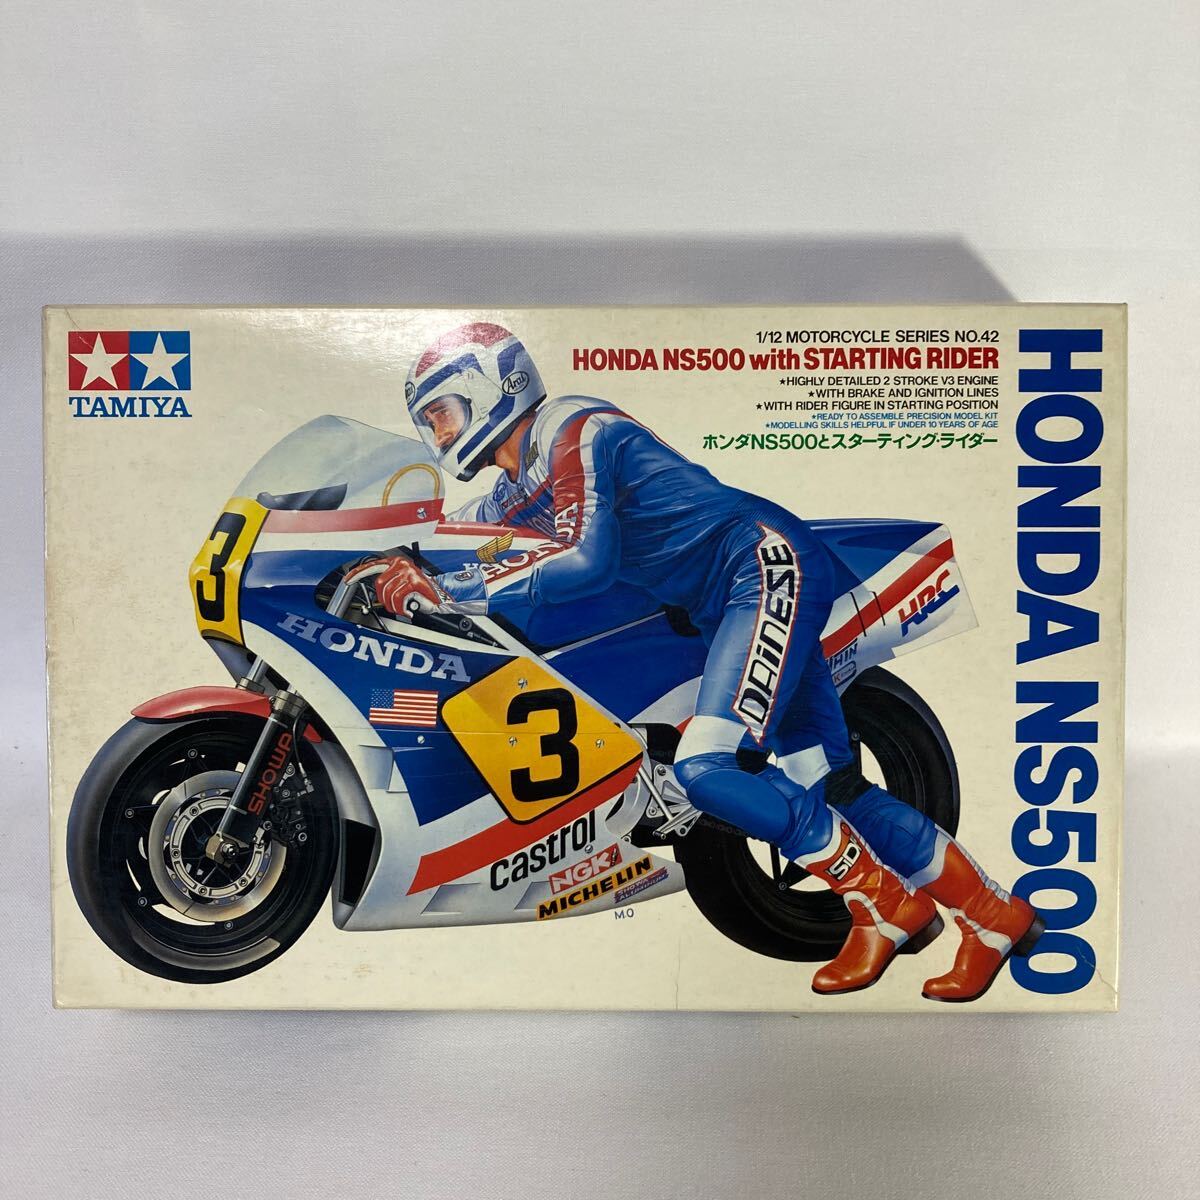 TAMIYA
1/12 MOTORCYCLE SERIES NO.42
HONDA NS500 with STARTING RIDER
★HIGHLY DETAILED 2 STROKE V3 ENGINE
★WITH BRAKE AND IGNITION LINES
★WITH RIDER FIGURE IN STARTING POSITION
★READY TO ASSEMBLE PRECISION MODEL KIT
★MODELLING SKILLS HELPFUL IF UNDER 10 YEARS OF AGE
ホンダNS500とスターティング・ライダー
HONDA NS500
Arai
HONDA
DAiNESE
HRC
3
HONDA
3
SHOWA
castrol
NGK
MICHELIN
SIDI
M.O